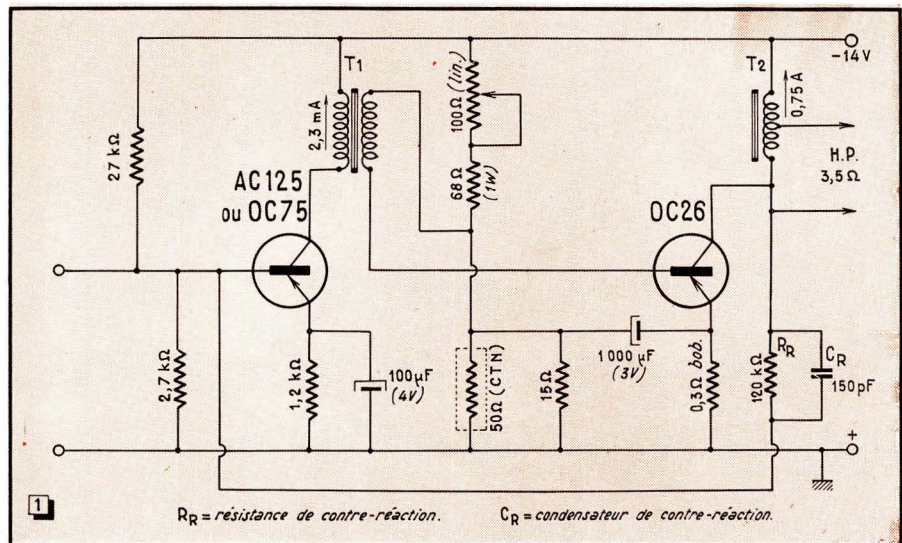 T1
T2
-14V
27 kΩ
2,3 mA
100Ω (lin.)
0,75 A
H.P.
3,5 Ω
68Ω (1W)
AC125
ou OC75
OC26
2,7 kΩ
1,2 kΩ
100µF
(4V)
50Ω (CTN)
15Ω
1000 µF
(3V)
0,3Ω bob.
RR
120 kΩ
CR
150pF
+
1
RR = résistance de contre-réaction.
CR = condensateur de contre-réaction.